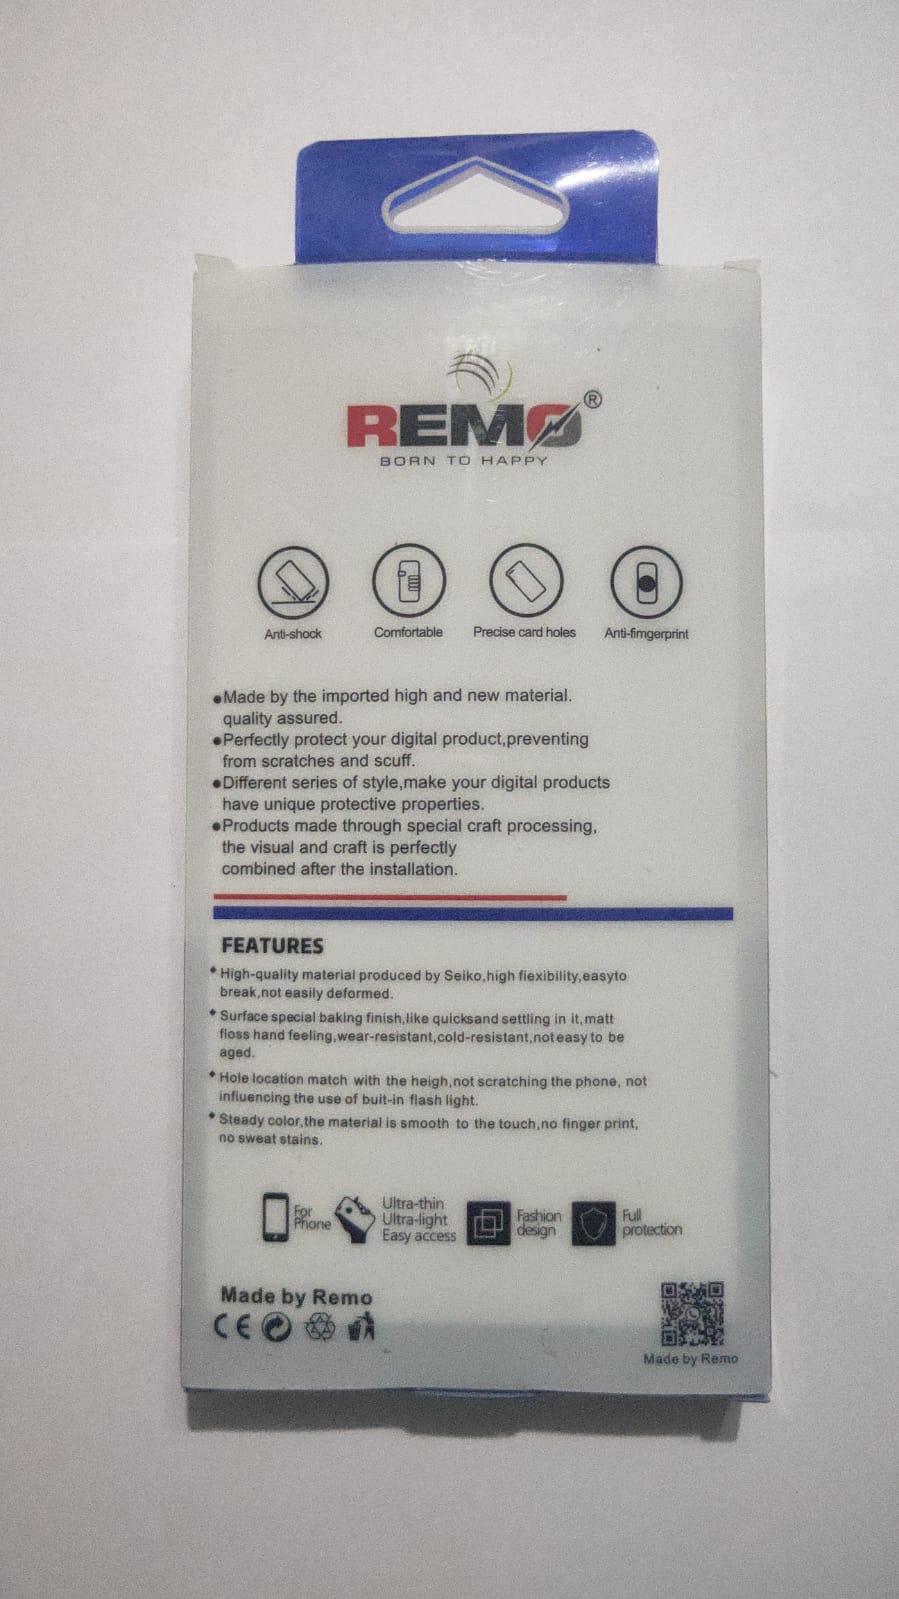 REMO®
BORN TO HAPPY
Anti-shock
Comfortable
Precise card holes
Anti-fimgerprint
●Made by the imported high and new material.
quality assured.
●Perfectly protect your digital product,preventing
from scratches and scuff.
●Different series of style,make your digital products
have unique protective properties.
●Products made through special craft processing,
the visual and craft is perfectly
combined after the installation.
FEATURES
◆High-quality material produced by Seiko,high fiexibility,easyto
break,not easily deformed.
◆Surface special baking finish,like quicksand settling in it,matt
floss hand feeling,wear-resistant,cold-resistant,not easy to be
aged.
◆Hole location match with the heigh,not scratching the phone, not
influencing the use of buit-in flash light.
◆Steady color,the material is smooth to the touch,no finger print,
no sweat stains.
For
Phone
Ultra-thin
Ultra-light
Easy access
Fashion
design
Full
protection
Made by Remo
CE
Made by Remo